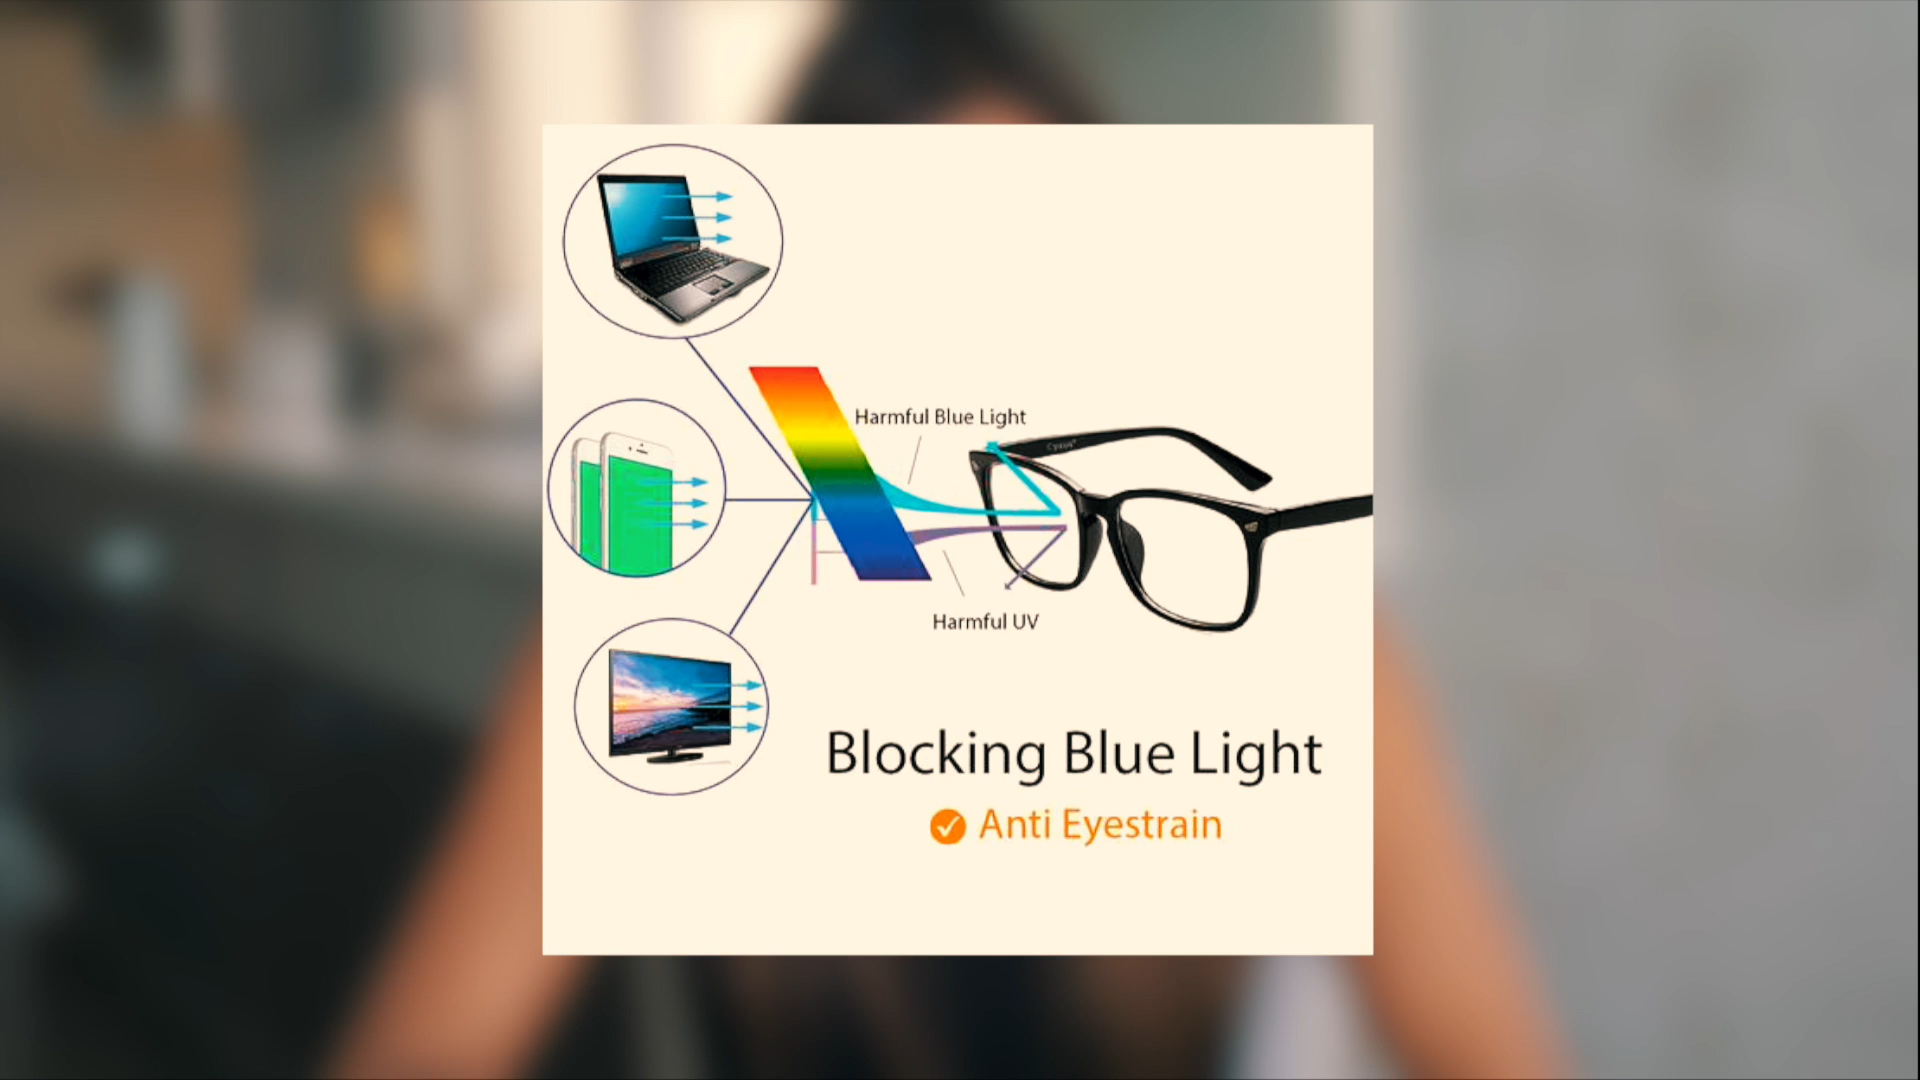 Harmful Blue Light
Harmful UV
Blocking Blue Light
Anti Eyestrain